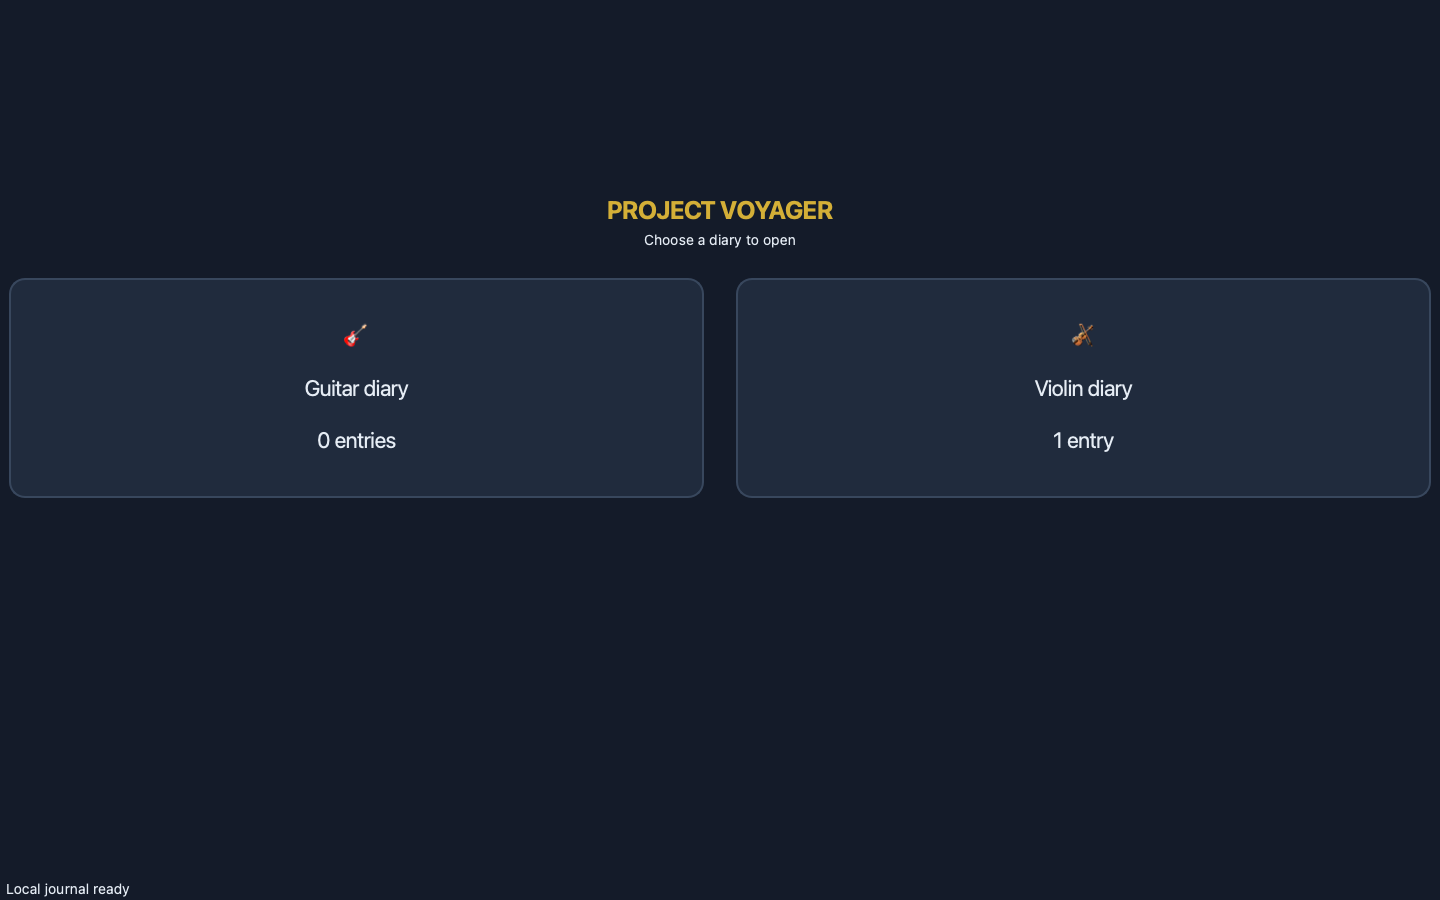 PROJECT VOYAGER
Choose a diary to open
Guitar diary
0 entries
Violin diary
1 entry
Local journal ready